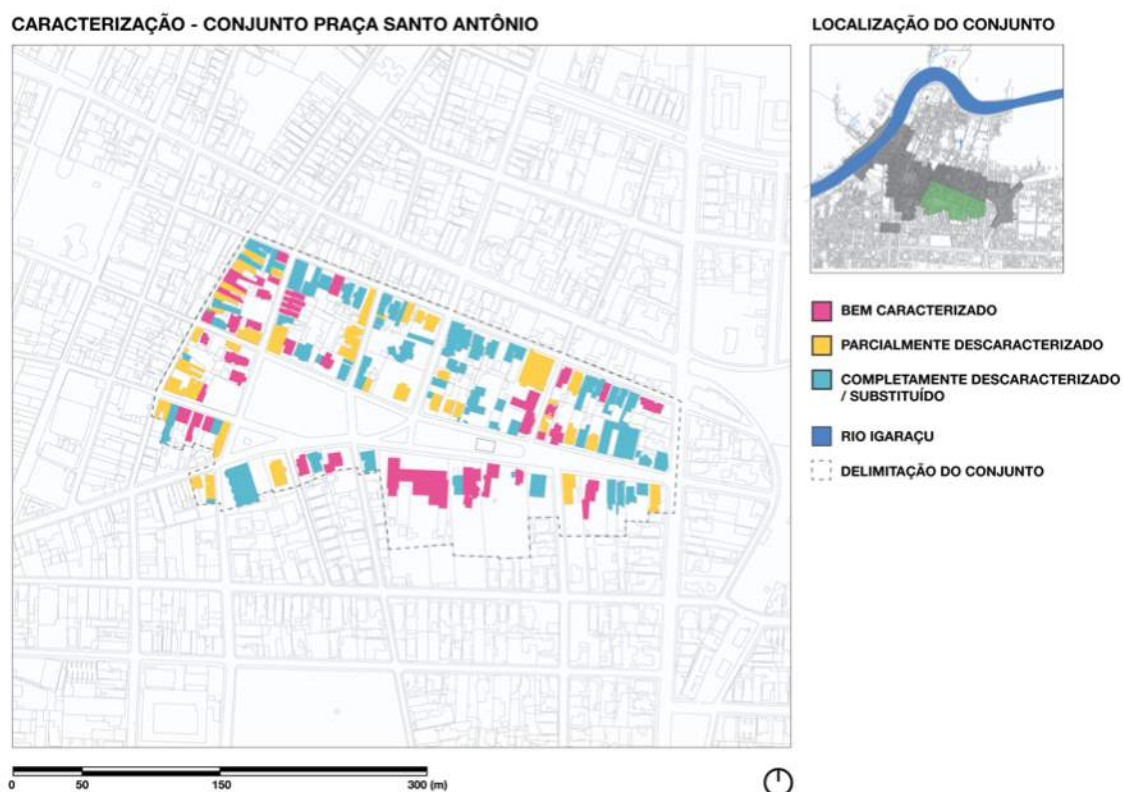 CARACTERIZAÇÃO - CONJUNTO PRAÇA SANTO ANTÔNIO
LOCALIZAÇÃO DO CONJUNTO
BEM CARACTERIZADO
PARCIALMENTE DESCARACTERIZADO
COMPLETAMENTE DESCARACTERIZADO
/ SUBSTITUÍDO
RIO IGARAÇU
DELIMITAÇÃO DO CONJUNTO
0 50 150 300 (m)